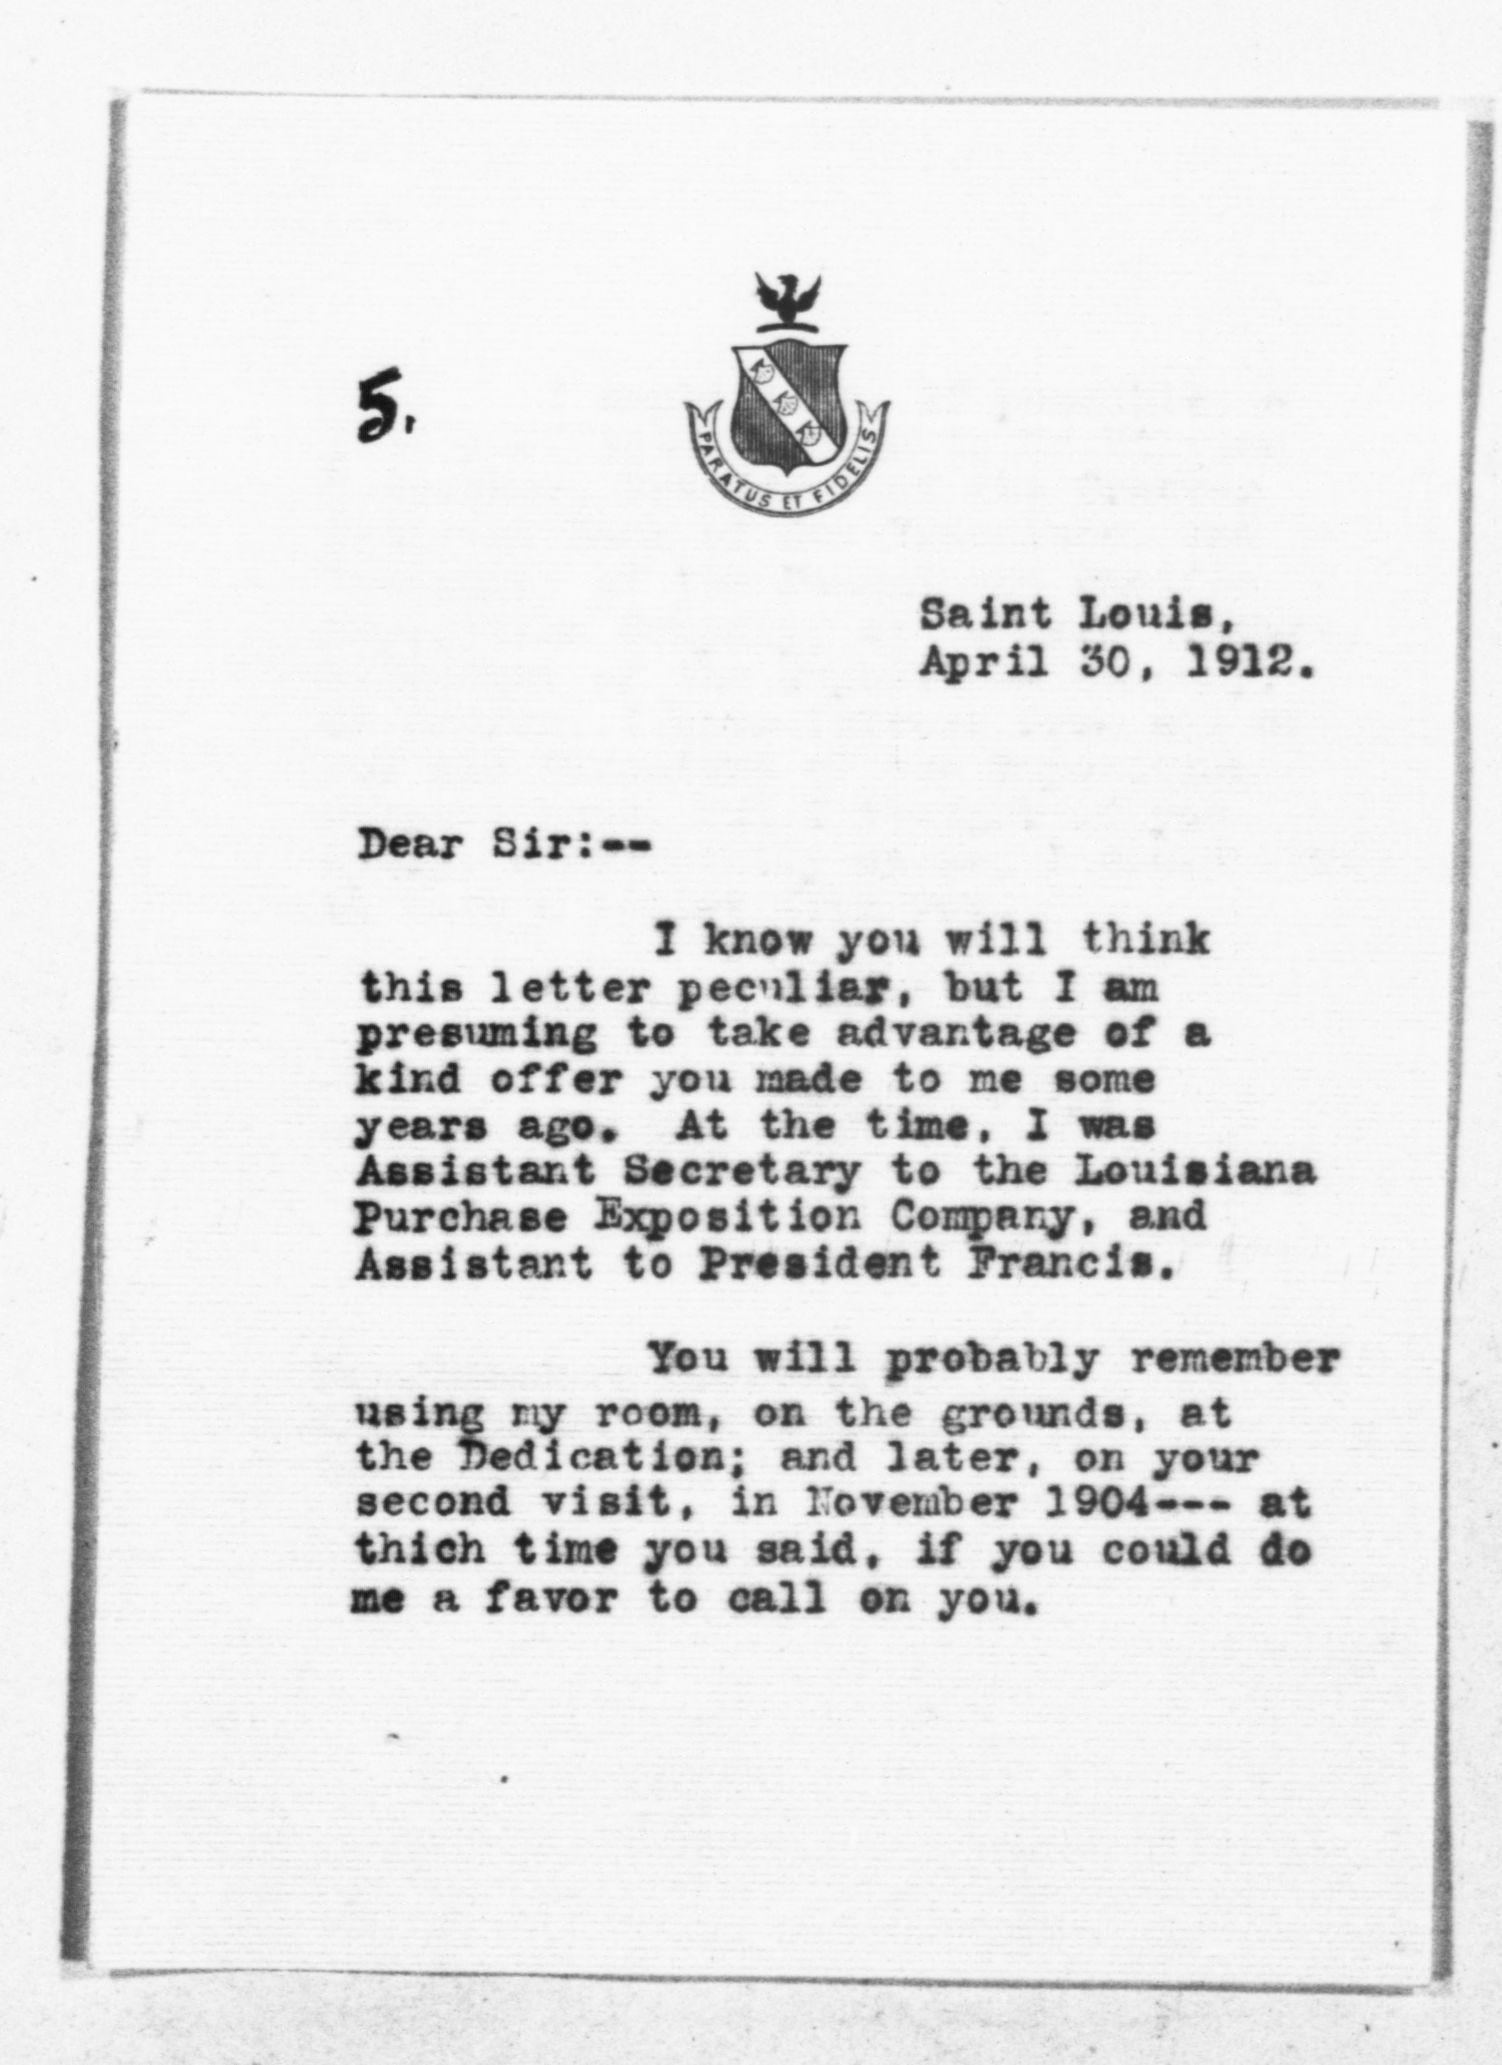 5.
PARATUS ET FIDELIS
Saint Louis,
April 30, 1912.
Dear Sir:--
I know you will think
this letter peculiar, but I am
presuming to take advantage of a
kind offer you made to me some
years ago. At the time, I was
Assistant Secretary to the Louisiana
Purchase Exposition Company, and
Assistant to President Francis.
You will probably remember
using my room, on the grounds, at
the Dedication; and later, on your
second visit, in November 1904--- at
thich time you said, if you could do
me a favor to call on you.